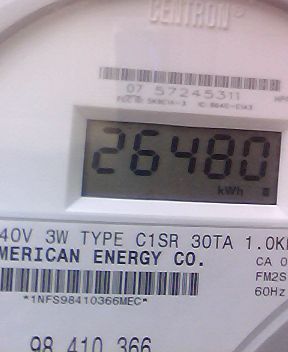 CENTRON®
07 57245311
26480
kWh
40V 3W TYPE C1SR 30TA 1.0K
MERICAN ENERGY CO.
CA 0
FM2S
60Hz
*1NFS98410366MEC*
98 410 366